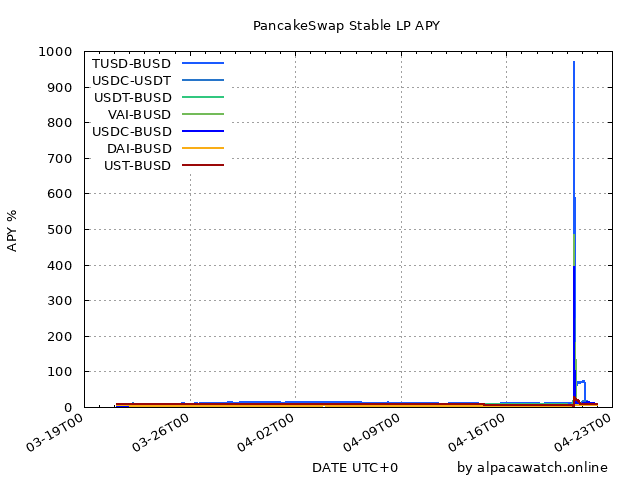 PancakeSwap Stable LP APY
1000
900
800
700
600
500
400
300
200
100
0
APY %
TUSD-BUSD
USDC-USDT
USDT-BUSD
VAI-BUSD
USDC-BUSD
DAI-BUSD
UST-BUSD
03-19T00
03-26T00
04-02T00
04-09T00
04-16T00
04-23T00
DATE UTC+0
by alpacawatch.online